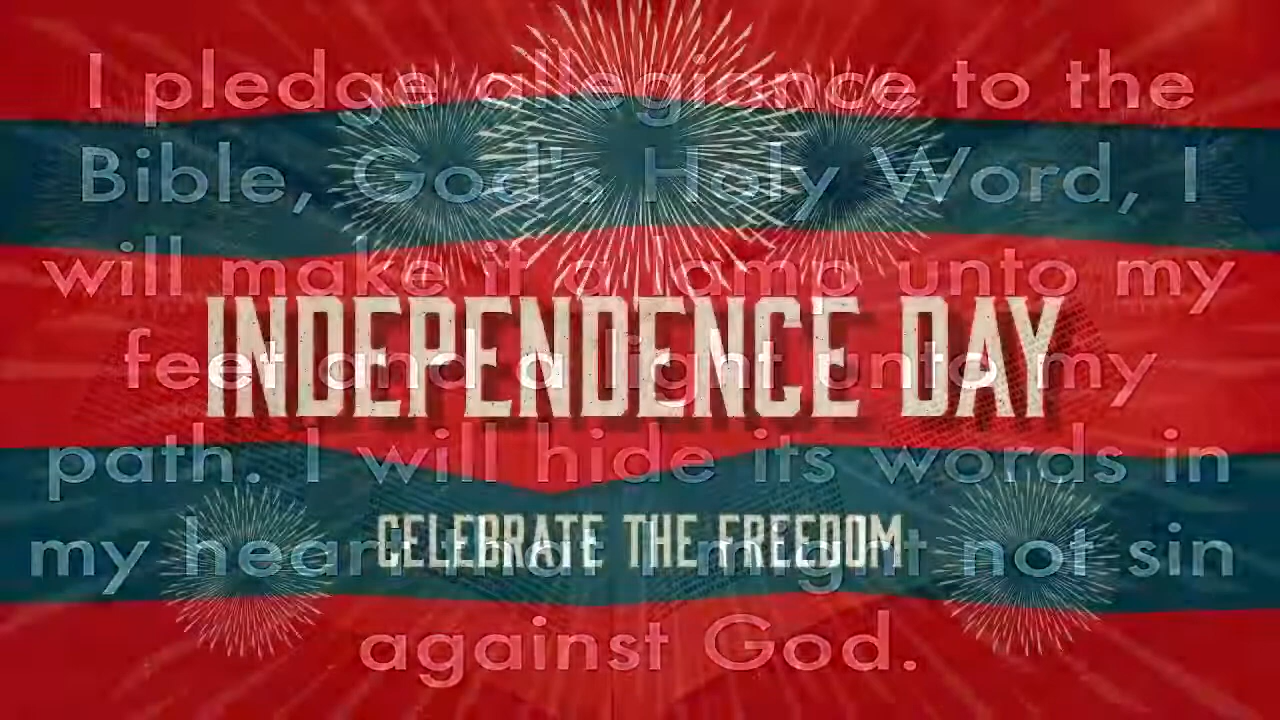 I pledge allegiance to the
Bible, God's Holy Word, I
will make it a lamp unto my
INDEPENDENCE DAY
feet and a light unto my
path. I will hide its words in
CELEBRATE THE FREEDOM
my heart that I might not sin
against God.